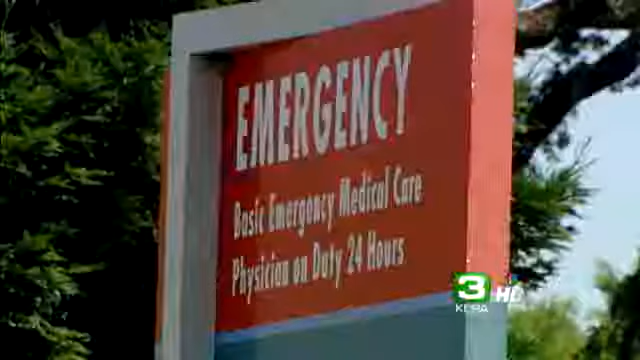 EMERGENCY
Basic Emergency Medical Care
Physician on Duty 24 Hours
3 HD
KCRA